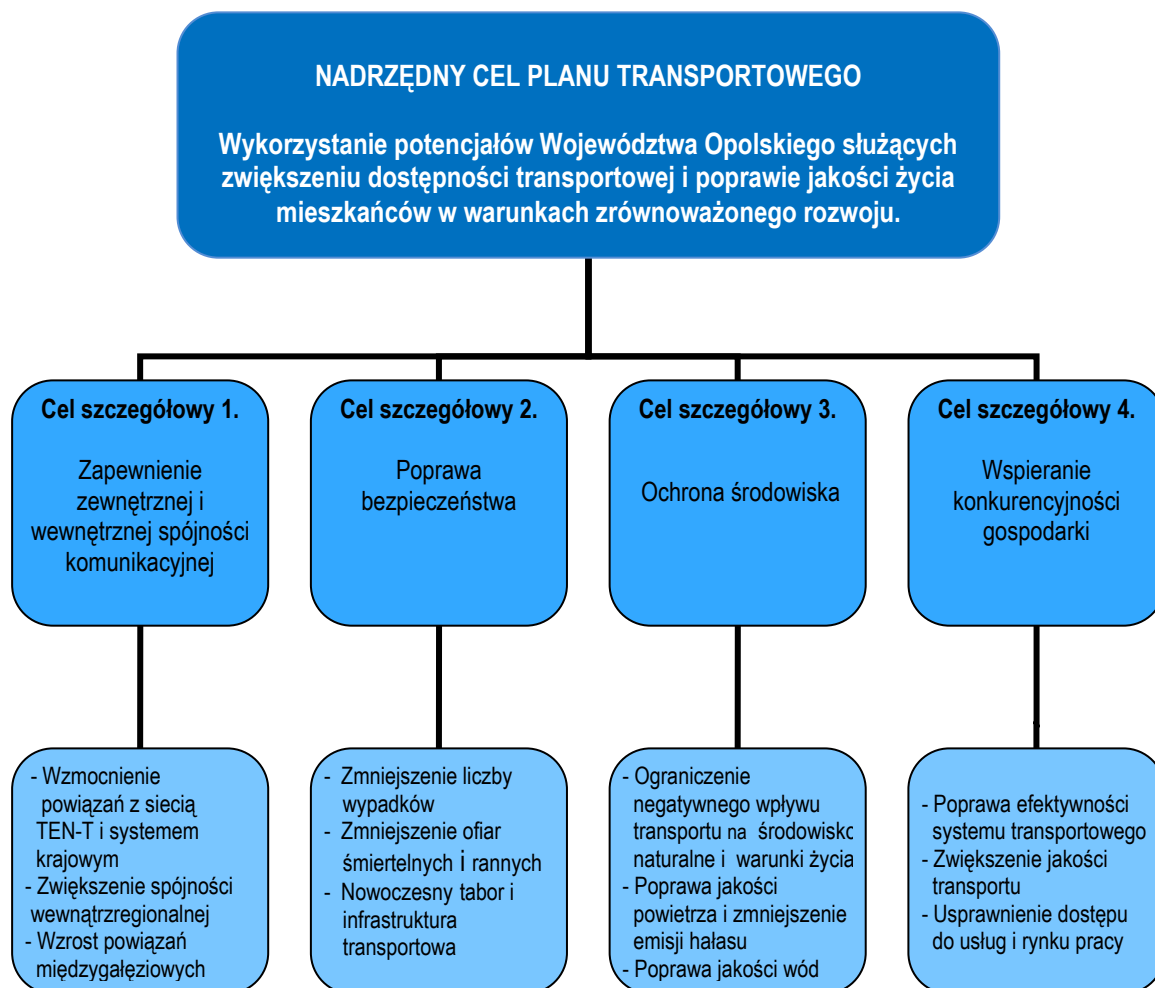 NADRZĘDNY CEL PLANU TRANSPORTOWEGO
Wykorzystanie potencjałów Województwa Opolskiego służących
zwiększeniu dostępności transportowej i poprawie jakości życia
mieszkańców w warunkach zrównoważonego rozwoju.
Cel szczegółowy 1.
Zapewnienie
zewnętrznej i
wewnętrznej spójności
komunikacyjnej
Cel szczegółowy 2.
Poprawa
bezpieczeństwa
Cel szczegółowy 3.
Ochrona środowiska
Cel szczegółowy 4.
Wspieranie
konkurencyjności
gospodarki
- Wzmocnienie
powiązań z siecią
TEN-T i systemem
krajowym
- Zwiększenie spójności
wewnątrzregionalnej
- Wzrost powiązań
międzygałęziowych
- Zmniejszenie liczby
wypadków
- Zmniejszenie ofiar
śmiertelnych i rannych
- Nowoczesny tabor i
infrastruktura
transportowa
- Ograniczenie
negatywnego wpływu
transportu na środowisko
naturalne i warunki życia
- Poprawa jakości
powietrza i zmniejszenie
emisji hałasu
- Poprawa jakości wód
- Poprawa efektywności
systemu transportowego
- Zwiększenie jakości
transportu
- Usprawnienie dostępu
do usług i rynku pracy